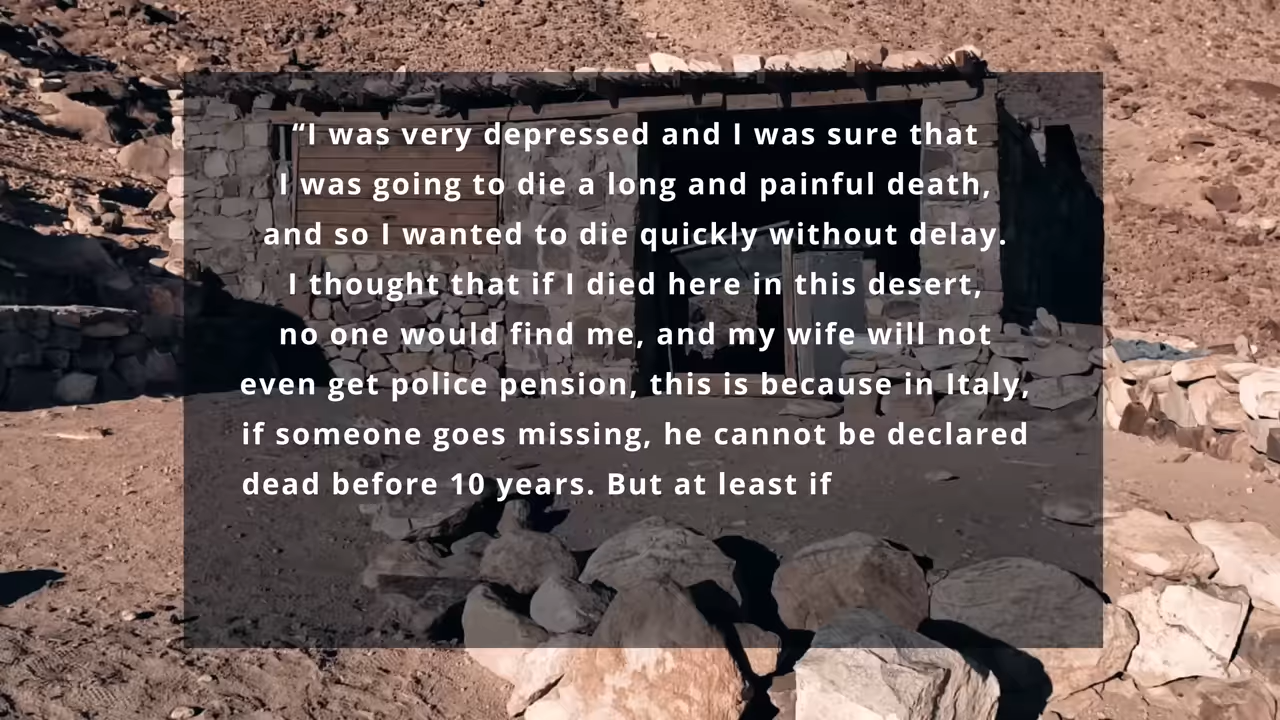 “I was very depressed and I was sure that
I was going to die a long and painful death,
and so I wanted to die quickly without delay.
I thought that if I died here in this desert,
no one would find me, and my wife will not
even get police pension, this is because in Italy,
if someone goes missing, he cannot be declared
dead before 10 years. But at least if